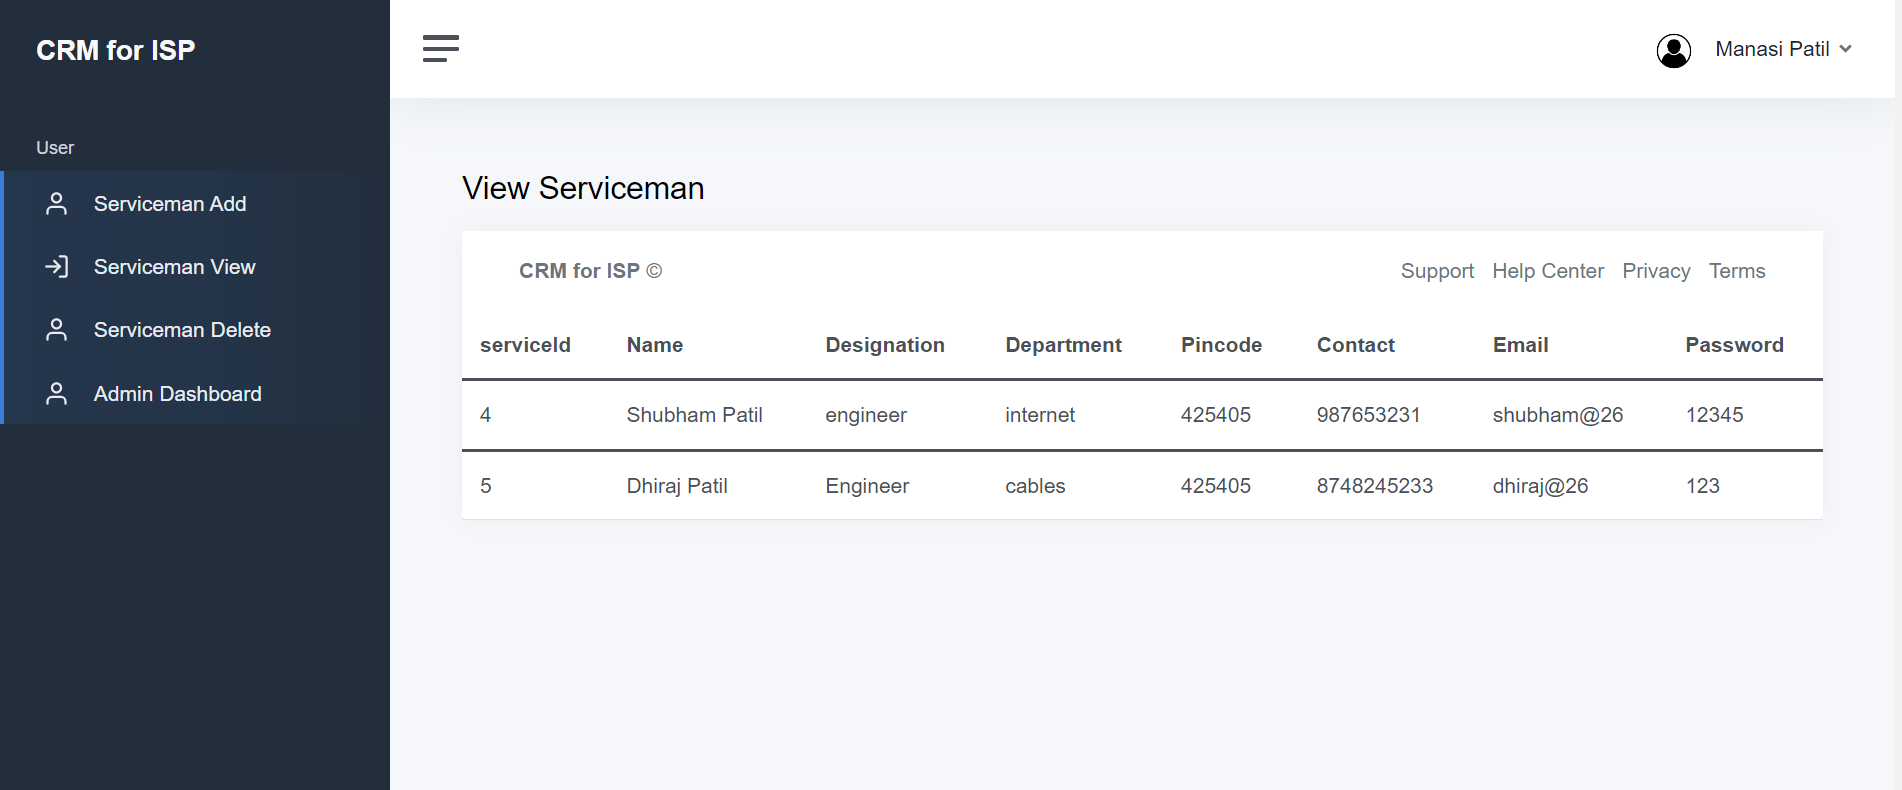 CRM for ISP
Manasi Patil
User
Serviceman Add
Serviceman View
Serviceman Delete
Admin Dashboard
View Serviceman
CRM for ISP © Support Help Center Privacy Terms
serviceId Name Designation Department Pincode Contact Email Password
4 Shubham Patil engineer internet 425405 987653231 shubham@26 12345
5 Dhiraj Patil Engineer cables 425405 8748245233 dhiraj@26 123